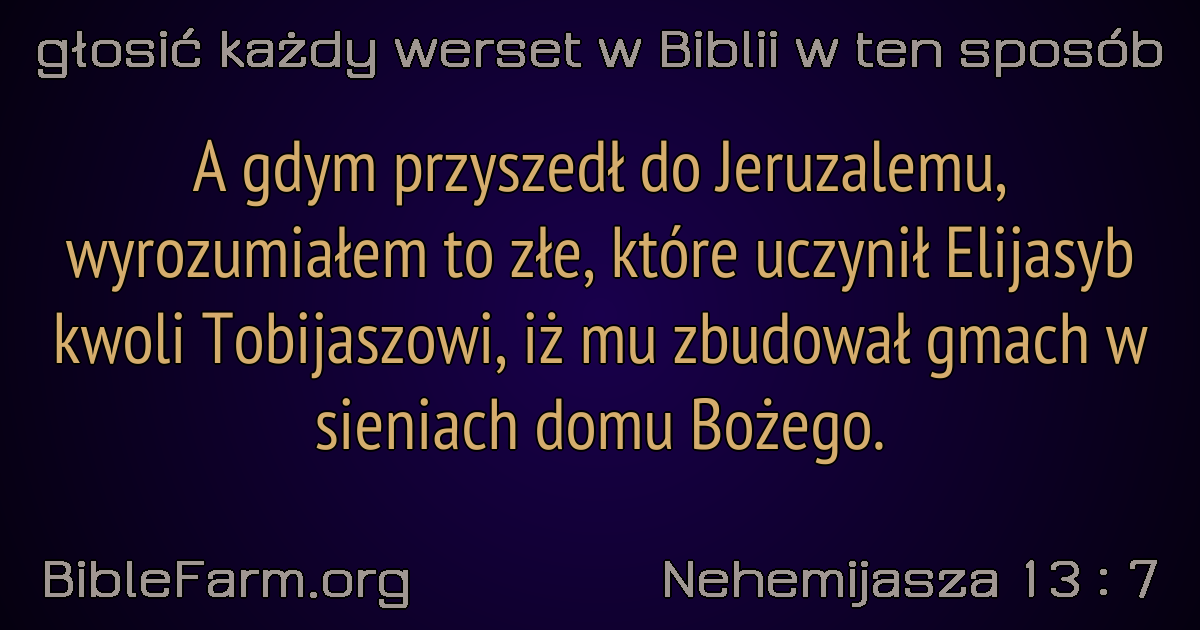 głosić każdy werset w Biblii w ten sposób
A gdym przyszedł do Jeruzalemu,
wyrozumiałem to złe, które uczynił Elijasyb
kwoli Tobijaszowi, iż mu zbudował gmach w
sieniach domu Bożego.
BibleFarm.org
Nehemijasza 13 : 7